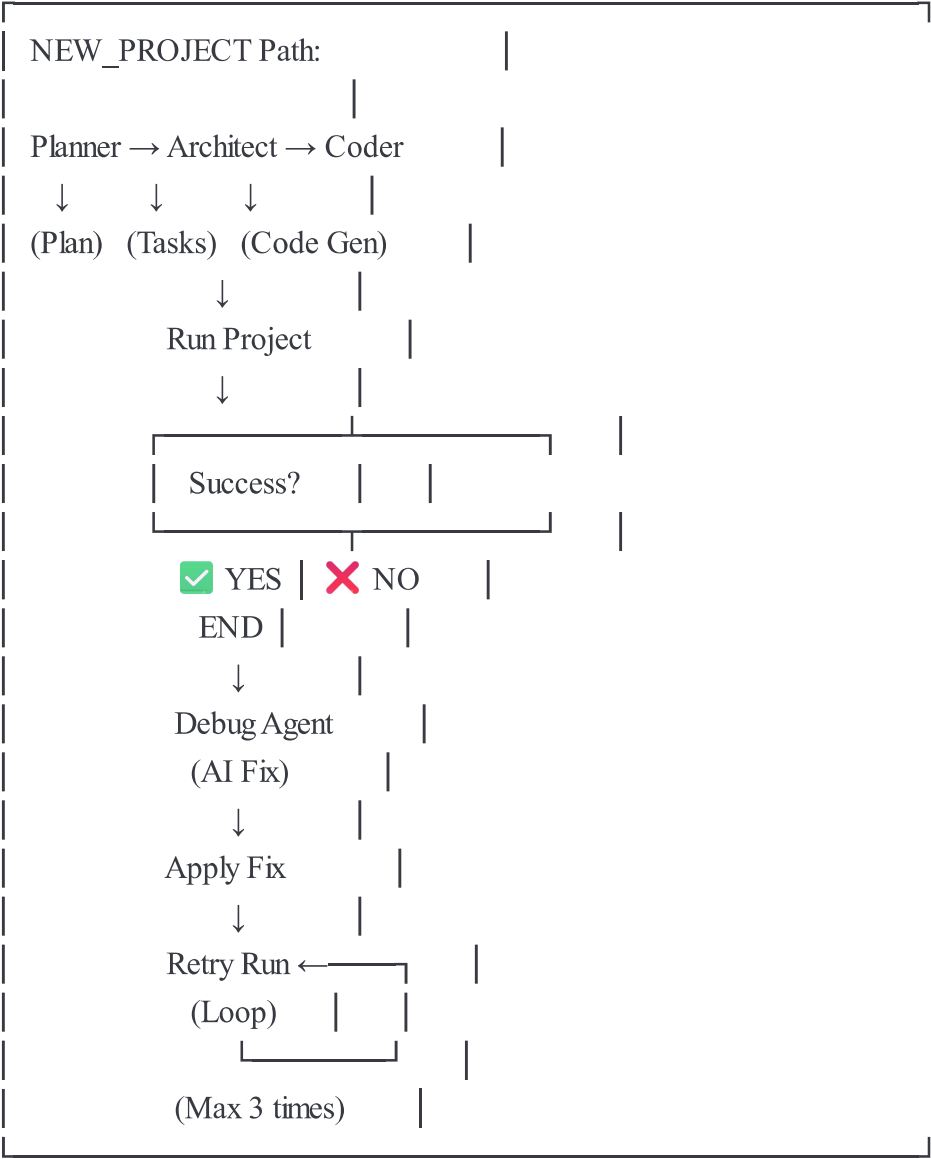 NEW_PROJECT Path:
Planner → Architect → Coder
↓ ↓ ↓
(Plan) (Tasks) (Code Gen)
↓
Run Project
↓
Success?
✅ YES | ❌ NO
END |
↓
Debug Agent
(AI Fix)
↓
Apply Fix
↓
Retry Run ←
(Loop)
(Max 3 times)